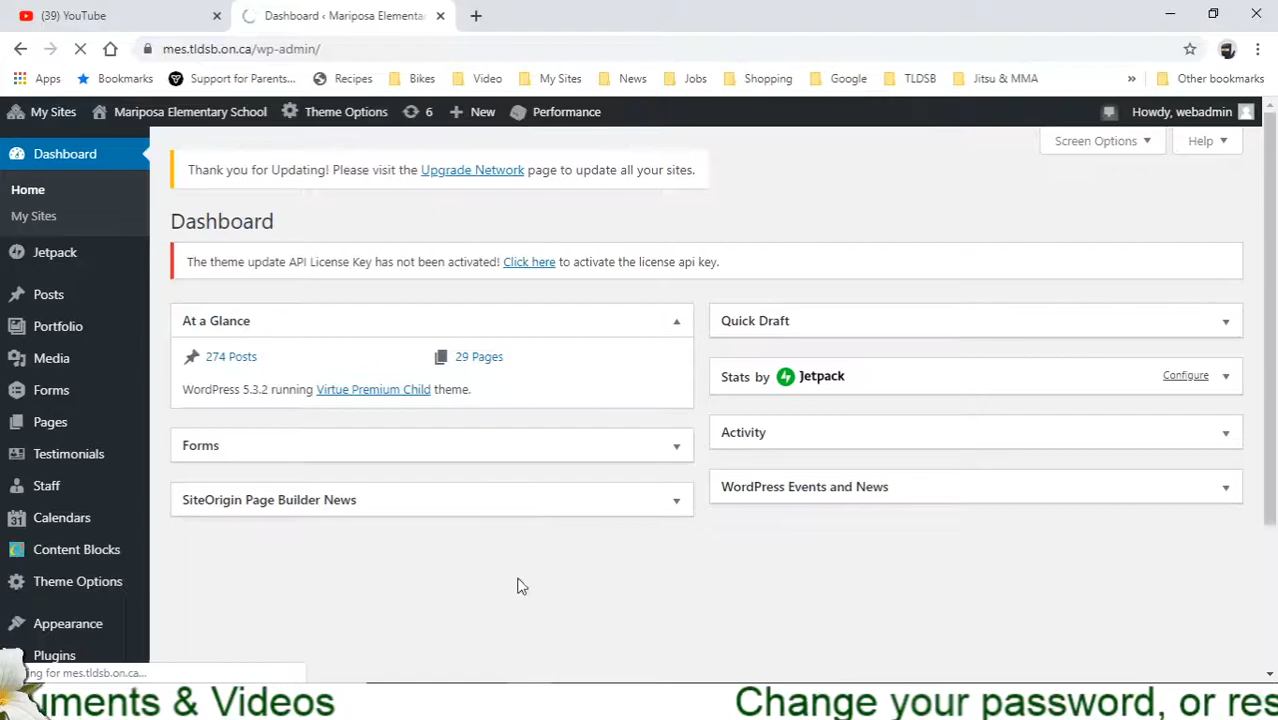 (39) YouTube
Dashboard ‹ Mariposa Elementar
mes.tldsb.on.ca/wp-admin/
Apps Bookmarks Support for Parents... Recipes Bikes Video My Sites News Jobs Shopping Google TLDSB Jitsu & MMA » Other bookmarks
My Sites Mariposa Elementary School Theme Options 6 New Performance Howdy, webadmin
Dashboard
Home
My Sites
Jetpack
Posts
Portfolio
Media
Forms
Pages
Testimonials
Staff
Calendars
Content Blocks
Theme Options
Appearance
Plugins
Screen Options Help
Thank you for Updating! Please visit the Upgrade Network page to update all your sites.
Dashboard
The theme update API License Key has not been activated! Click here to activate the license api key.
At a Glance
274 Posts 29 Pages
WordPress 5.3.2 running Virtue Premium Child theme.
Forms
SiteOrigin Page Builder News
Quick Draft
Stats by Jetpack Configure
Activity
WordPress Events and News
ng for mes.tldsb.on.ca...
uments & Videos Change your password, or res